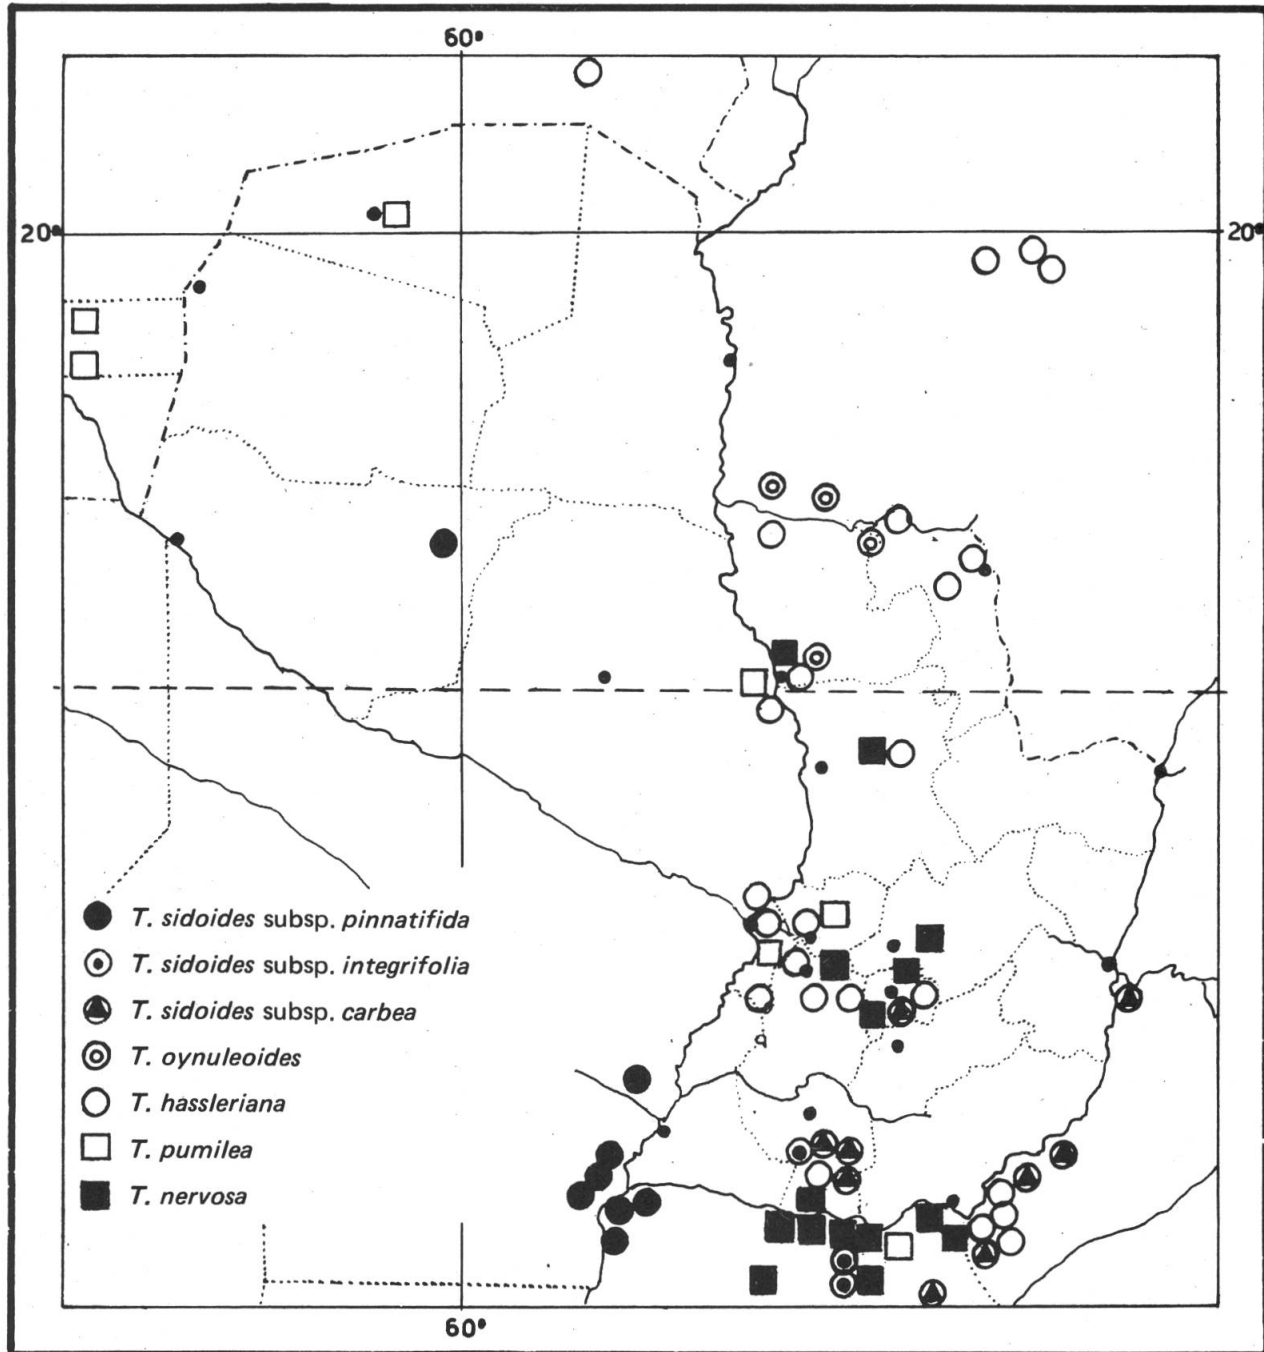 60°
20°
20°
T. sidoides subsp. pinnatifida
T. sidoides subsp. integrifolia
T. sidoides subsp. carbea
T. oynuleoides
T. hassleriana
T. pumilea
T. nervosa
60°